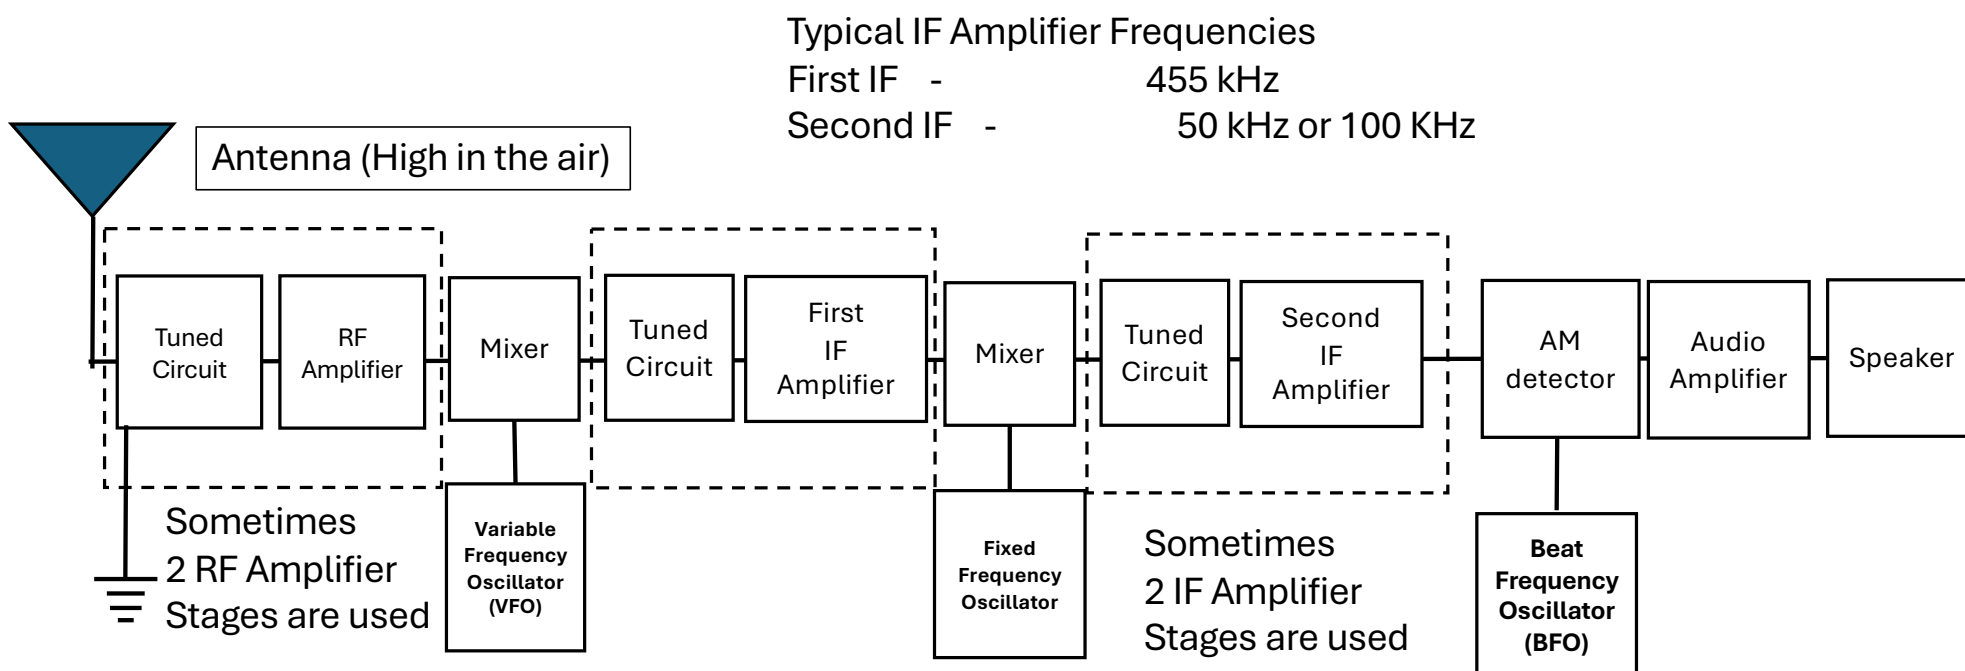 Typical IF Amplifier Frequencies
First IF - 455 kHz
Second IF - 50 kHz or 100 KHz
Antenna (High in the air)
Tuned
Circuit
RF
Amplifier
Mixer
Tuned
Circuit
First
IF
Amplifier
Mixer
Tuned
Circuit
Second
IF
Amplifier
AM
detector
Audio
Amplifier
Speaker
Sometimes
2 RF Amplifier
Stages are used
Variable
Frequency
Oscillator
(VFO)
Fixed
Frequency
Oscillator
Sometimes
2 IF Amplifier
Stages are used
Beat
Frequency
Oscillator
(BFO)